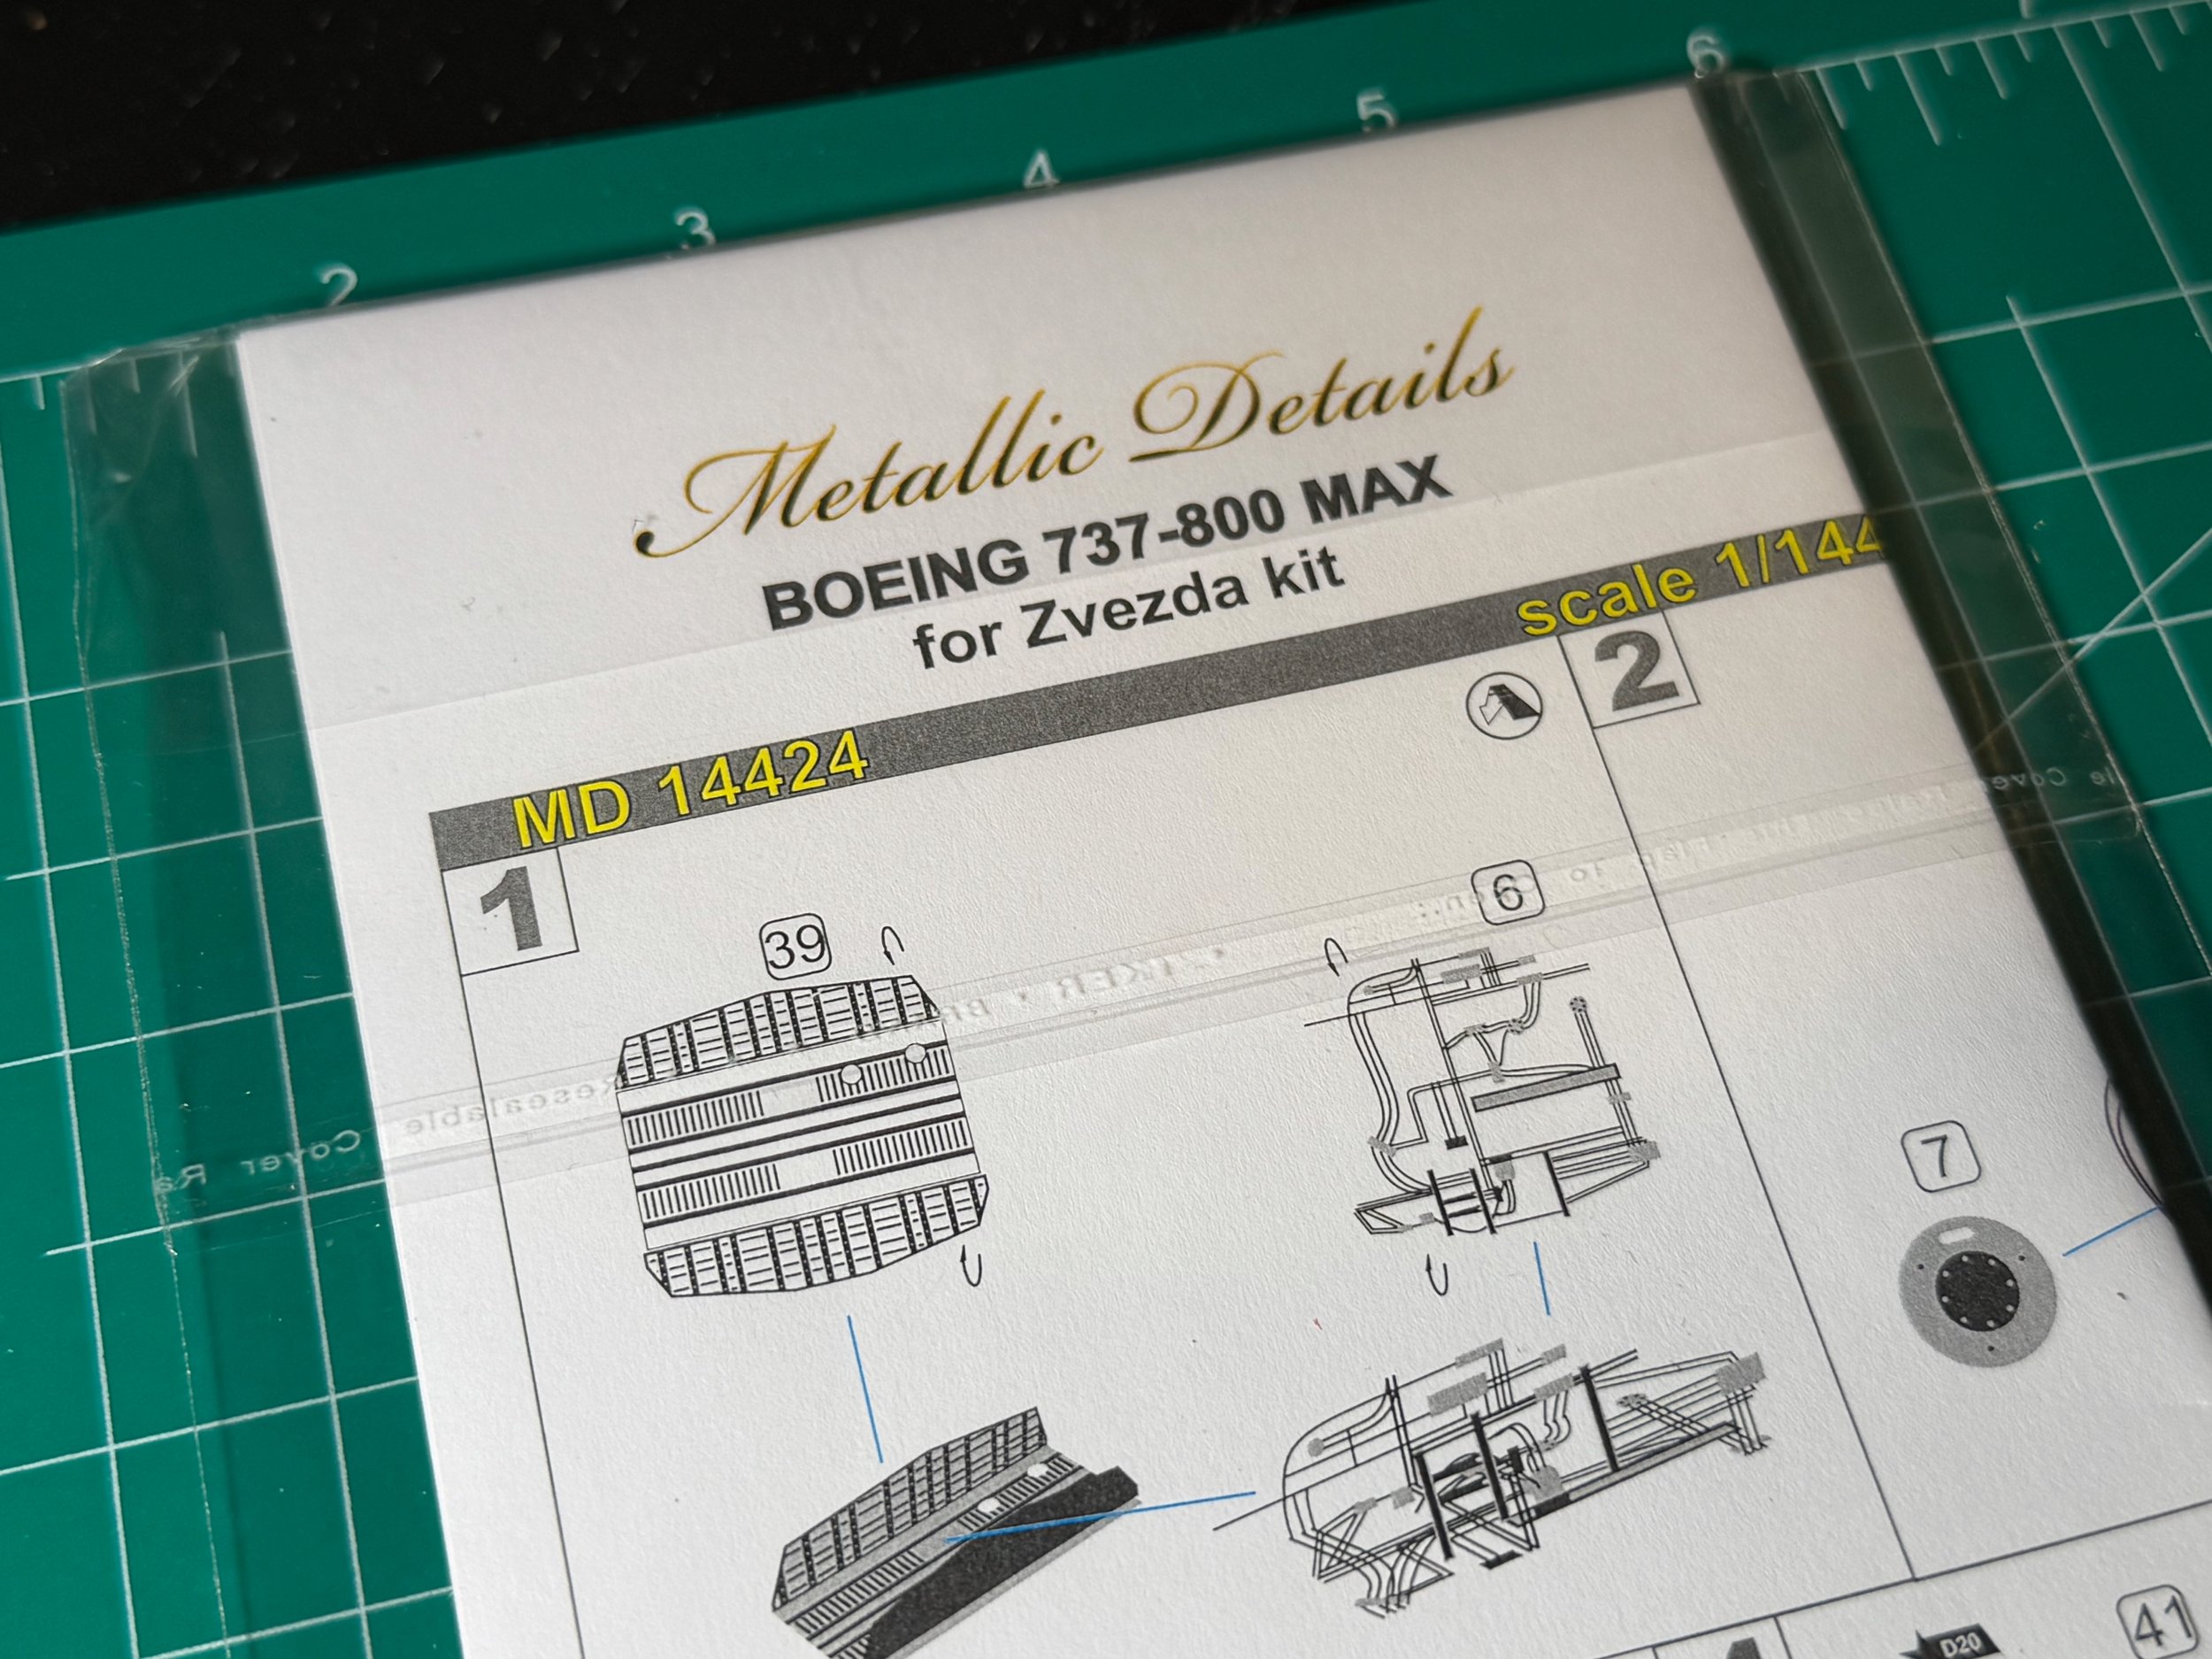 2 3 4 5 6
Metallic Details
BOEING 737-800 MAX
for Zvezda kit
scale 1/144
MD 14424
1
2
39
6
7
Resealable
Cover
D20
41